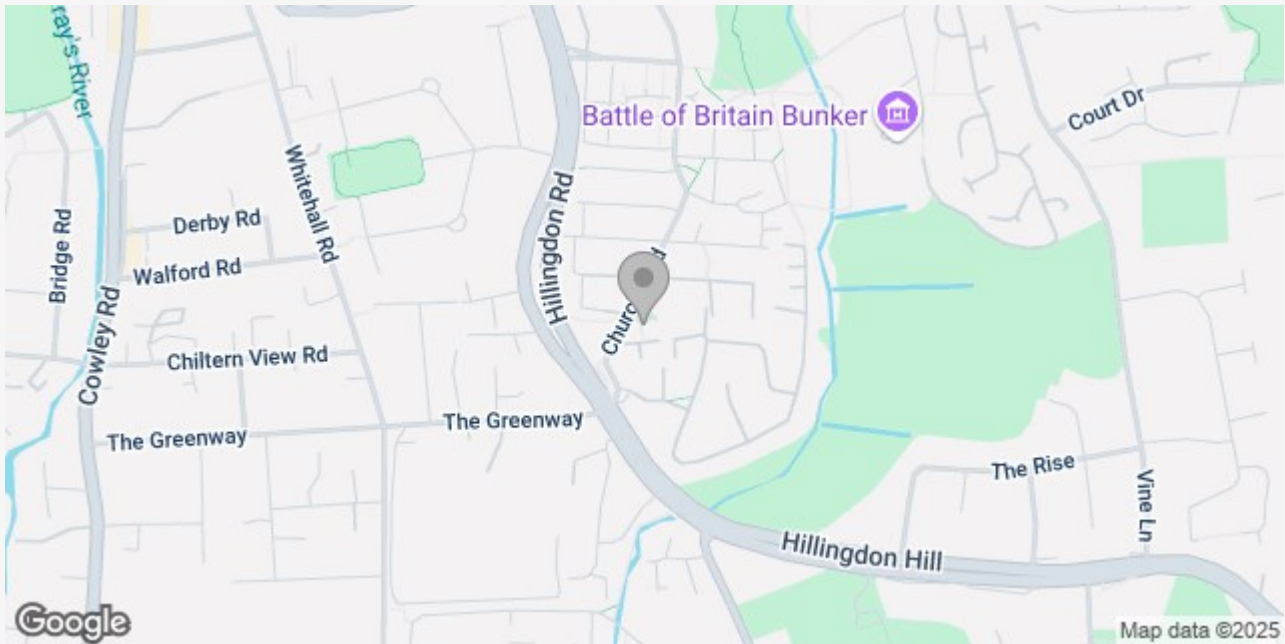 ray's River
Battle of Britain Bunker
Court Dr
Whitehall Rd
Hillingdon Rd
Derby Rd
Bridge Rd
Walford Rd
Cowley Rd
Chiltern View Rd
The Greenway
The Greenway
The Rise
Vine Ln
Hillingdon Hill
Google
Map data ©2025